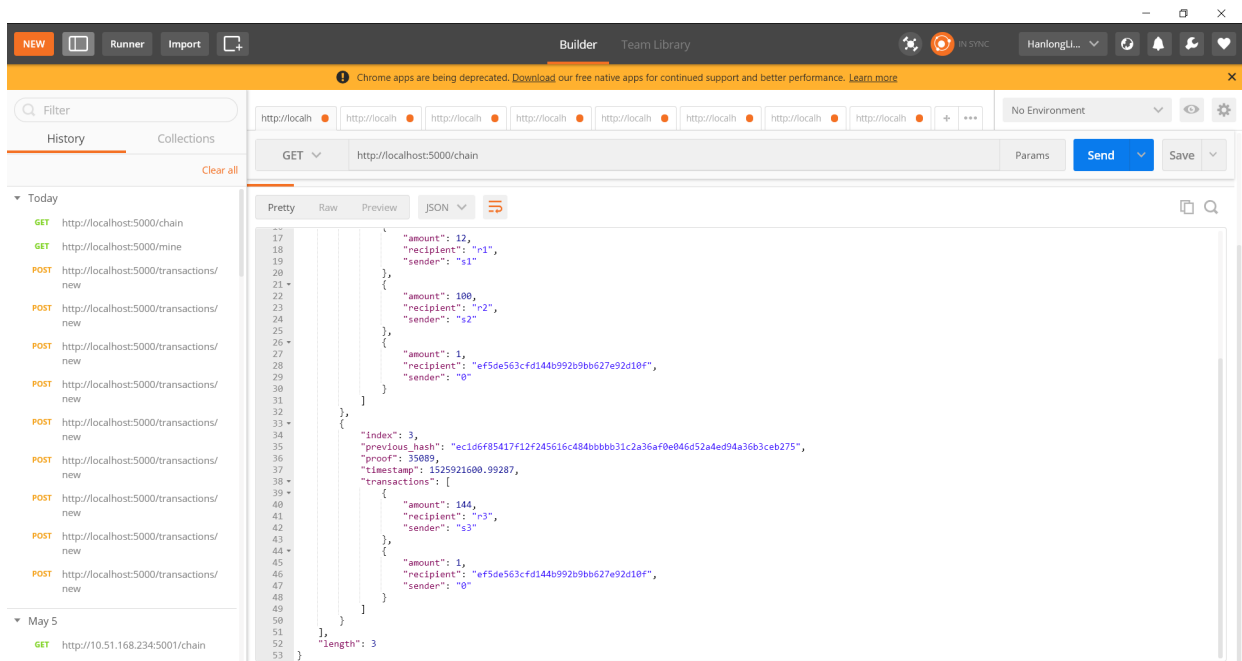 NEW Runner Import Builder Team Library IN SYNC HanlongLi...
Chrome apps are being deprecated. Download our free native apps for continued support and better performance. Learn more
Filter
History Collections
Clear all
Today
GET http://localhost:5000/chain
GET http://localhost:5000/mine
POST http://localhost:5000/transactions/
new
POST http://localhost:5000/transactions/
new
POST http://localhost:5000/transactions/
new
POST http://localhost:5000/transactions/
new
POST http://localhost:5000/transactions/
new
POST http://localhost:5000/transactions/
new
POST http://localhost:5000/transactions/
new
POST http://localhost:5000/transactions/
new
POST http://localhost:5000/transactions/
new
May 5
GET http://10.51.168.234:5001/chain
http://localh http://localh http://localh http://localh http://localh http://localh http://localh http://localh + ••• No Environment
GET http://localhost:5000/chain Params Send Save
Pretty Raw Preview JSON
16 {
17 "amount": 12,
18 "recipient": "r1",
19 "sender": "s1"
20 },
21 {
22 "amount": 100,
23 "recipient": "r2",
24 "sender": "s2"
25 },
26 {
27 "amount": 1,
28 "recipient": "ef5de563cfd144b992b9bb627e92d10f",
29 "sender": "0"
30 }
31 ]
32 },
33 {
34 "index": 3,
35 "previous_hash": "ec1d6f85417f12f245616c484bbbbb31c2a36af0e046d52a4ed94a36b3ceb275",
36 "proof": 35089,
37 "timestamp": 1525921600.99287,
38 "transactions": [
39 {
40 "amount": 144,
41 "recipient": "r3",
42 "sender": "s3"
43 },
44 {
45 "amount": 1,
46 "recipient": "ef5de563cfd144b992b9bb627e92d10f",
47 "sender": "0"
48 }
49 ]
50 }
51 ],
52 "length": 3
53 }